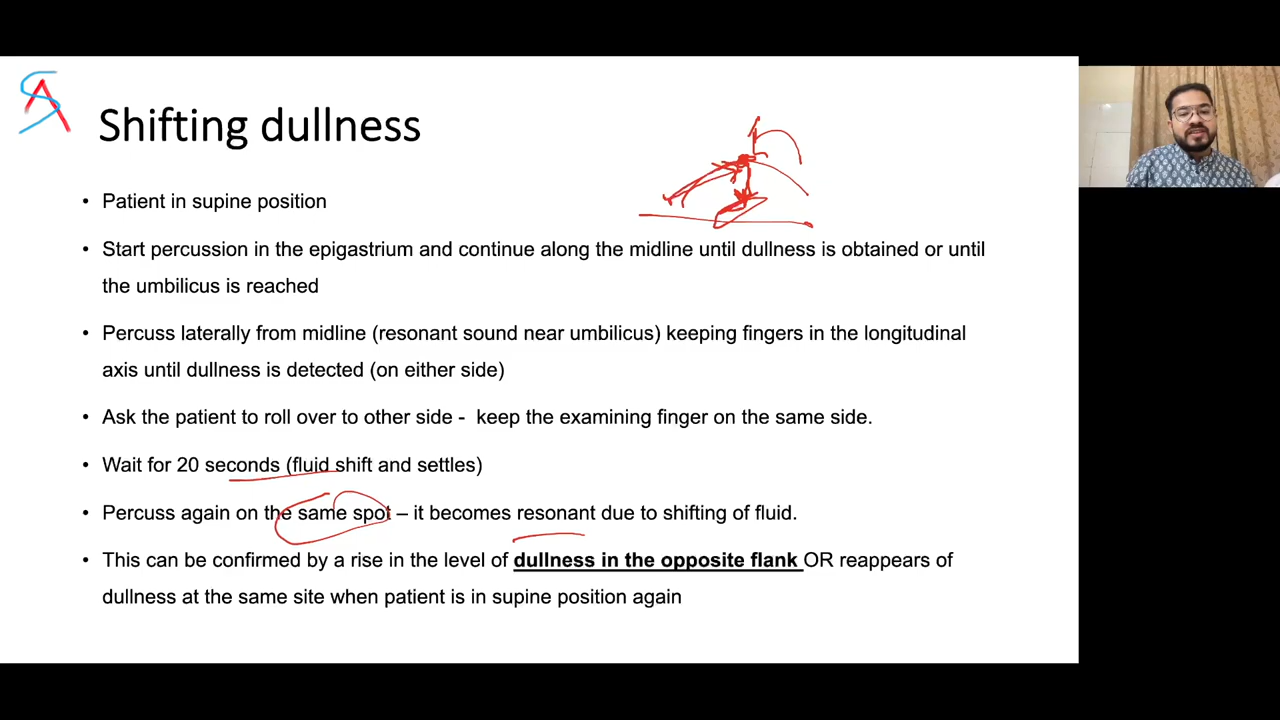 SA
Shifting dullness
• Patient in supine position
• Start percussion in the epigastrium and continue along the midline until dullness is obtained or until
the umbilicus is reached
• Percuss laterally from midline (resonant sound near umbilicus) keeping fingers in the longitudinal
axis until dullness is detected (on either side)
• Ask the patient to roll over to other side - keep the examining finger on the same side.
• Wait for 20 seconds (fluid shift and settles)
• Percuss again on the same spot – it becomes resonant due to shifting of fluid.
• This can be confirmed by a rise in the level of dullness in the opposite flank OR reappears of
dullness at the same site when patient is in supine position again